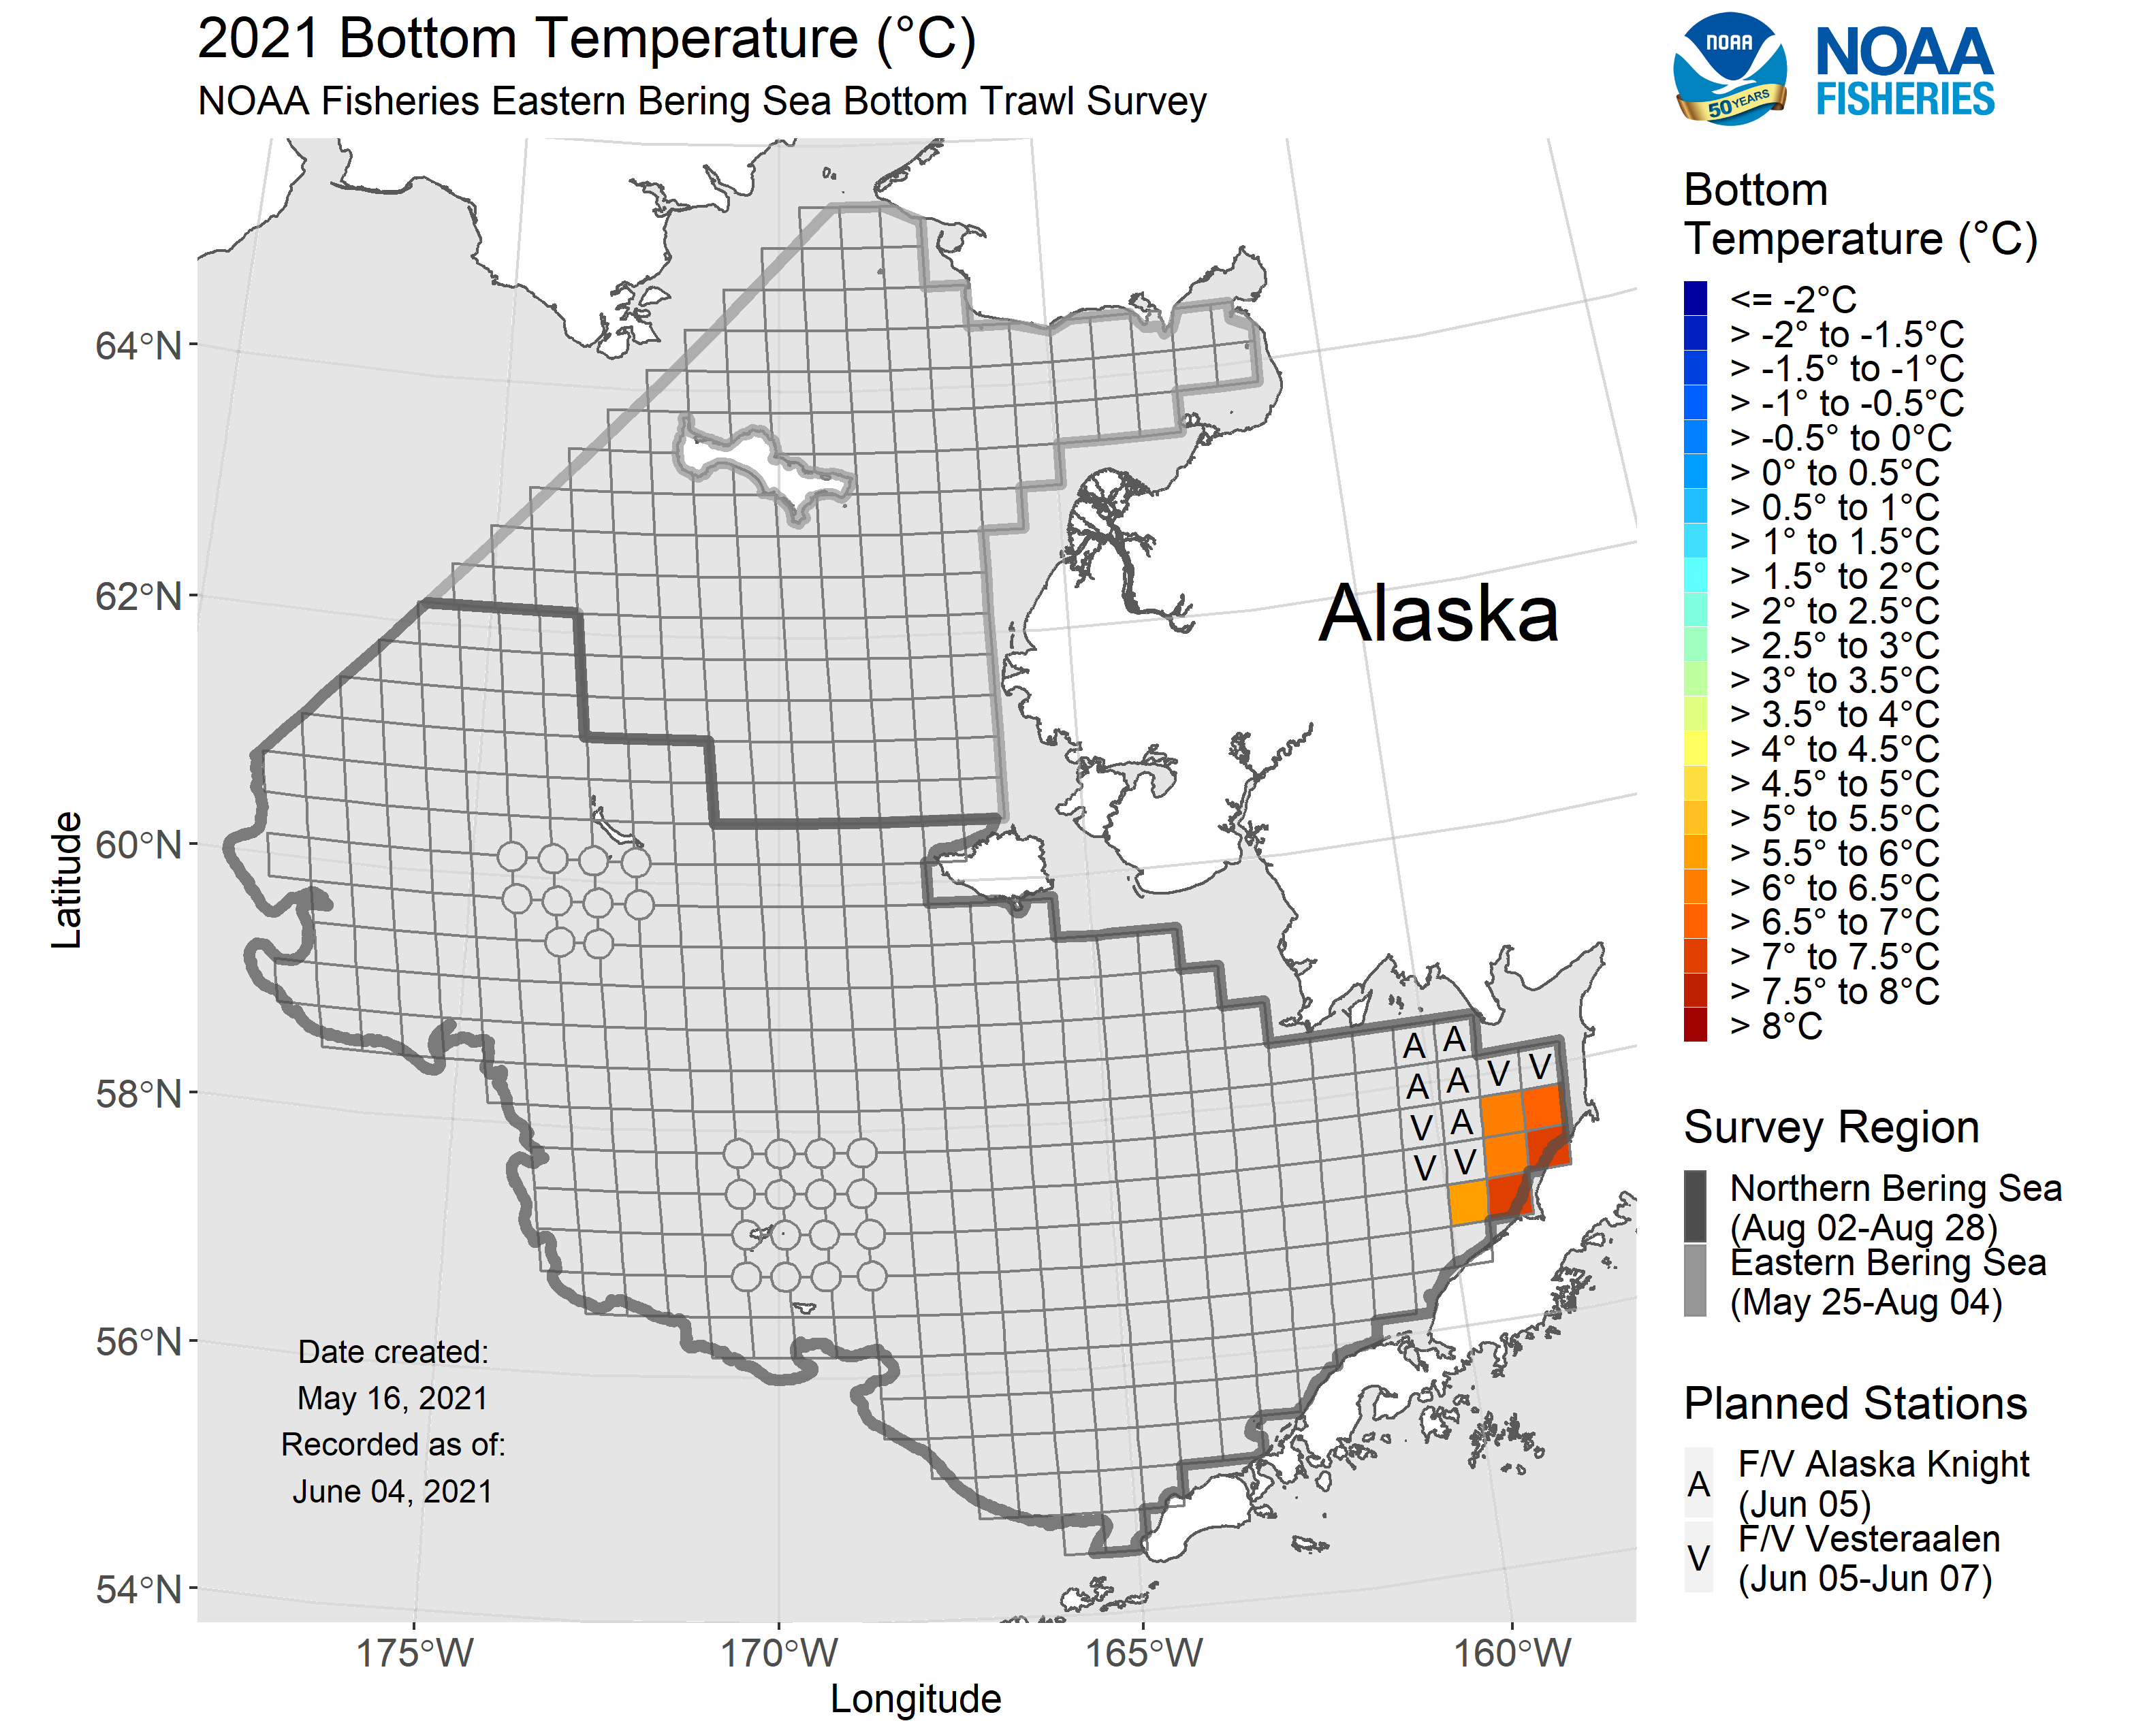 2021 Bottom Temperature (°C)
NOAA Fisheries Eastern Bering Sea Bottom Trawl Survey
NOAA
50 YEARS
NOAA
FISHERIES
64°N
62°N
60°N
58°N
56°N
54°N
Latitude
175°W
170°W
165°W
160°W
Longitude
Alaska
A A
A A V V
V A
V V
Date created:
May 16, 2021
Recorded as of:
June 04, 2021
Bottom
Temperature (°C)
<= -2°C
> -2° to -1.5°C
> -1.5° to -1°C
> -1° to -0.5°C
> -0.5° to 0°C
> 0° to 0.5°C
> 0.5° to 1°C
> 1° to 1.5°C
> 1.5° to 2°C
> 2° to 2.5°C
> 2.5° to 3°C
> 3° to 3.5°C
> 3.5° to 4°C
> 4° to 4.5°C
> 4.5° to 5°C
> 5° to 5.5°C
> 5.5° to 6°C
> 6° to 6.5°C
> 6.5° to 7°C
> 7° to 7.5°C
> 7.5° to 8°C
> 8°C
Survey Region
Northern Bering Sea
(Aug 02-Aug 28)
Eastern Bering Sea
(May 25-Aug 04)
Planned Stations
A F/V Alaska Knight
(Jun 05)
V F/V Vesteraalen
(Jun 05-Jun 07)